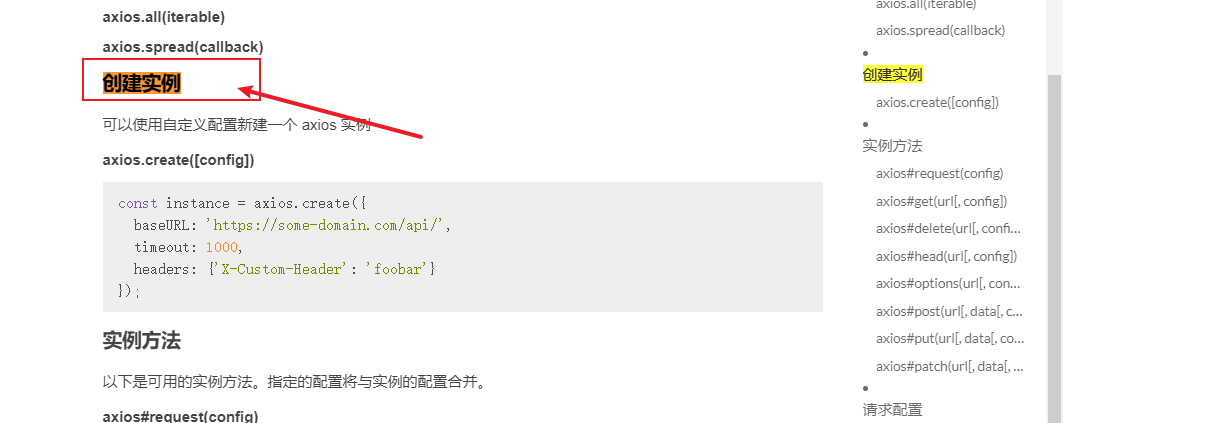 axios.all(iterable)
axios.spread(callback)
创建实例
可以使用自定义配置新建一个 axios 实例
axios.create([config])
const instance = axios.create({
  baseURL: 'https://some-domain.com/api/',
  timeout: 1000,
  headers: {'X-Custom-Header': 'foobar'}
});
实例方法
以下是可用的实例方法。指定的配置将与实例的配置合并。
axios#request(config)
axios.all(iterable)
axios.spread(callback)
创建实例
axios.create([config])
实例方法
axios#request(config)
axios#get(url[, config])
axios#delete(url[, confi...
axios#head(url[, config])
axios#options(url[, con...
axios#post(url[, data[, c...
axios#put(url[, data[, co...
axios#patch(url[, data[, ...
请求配置